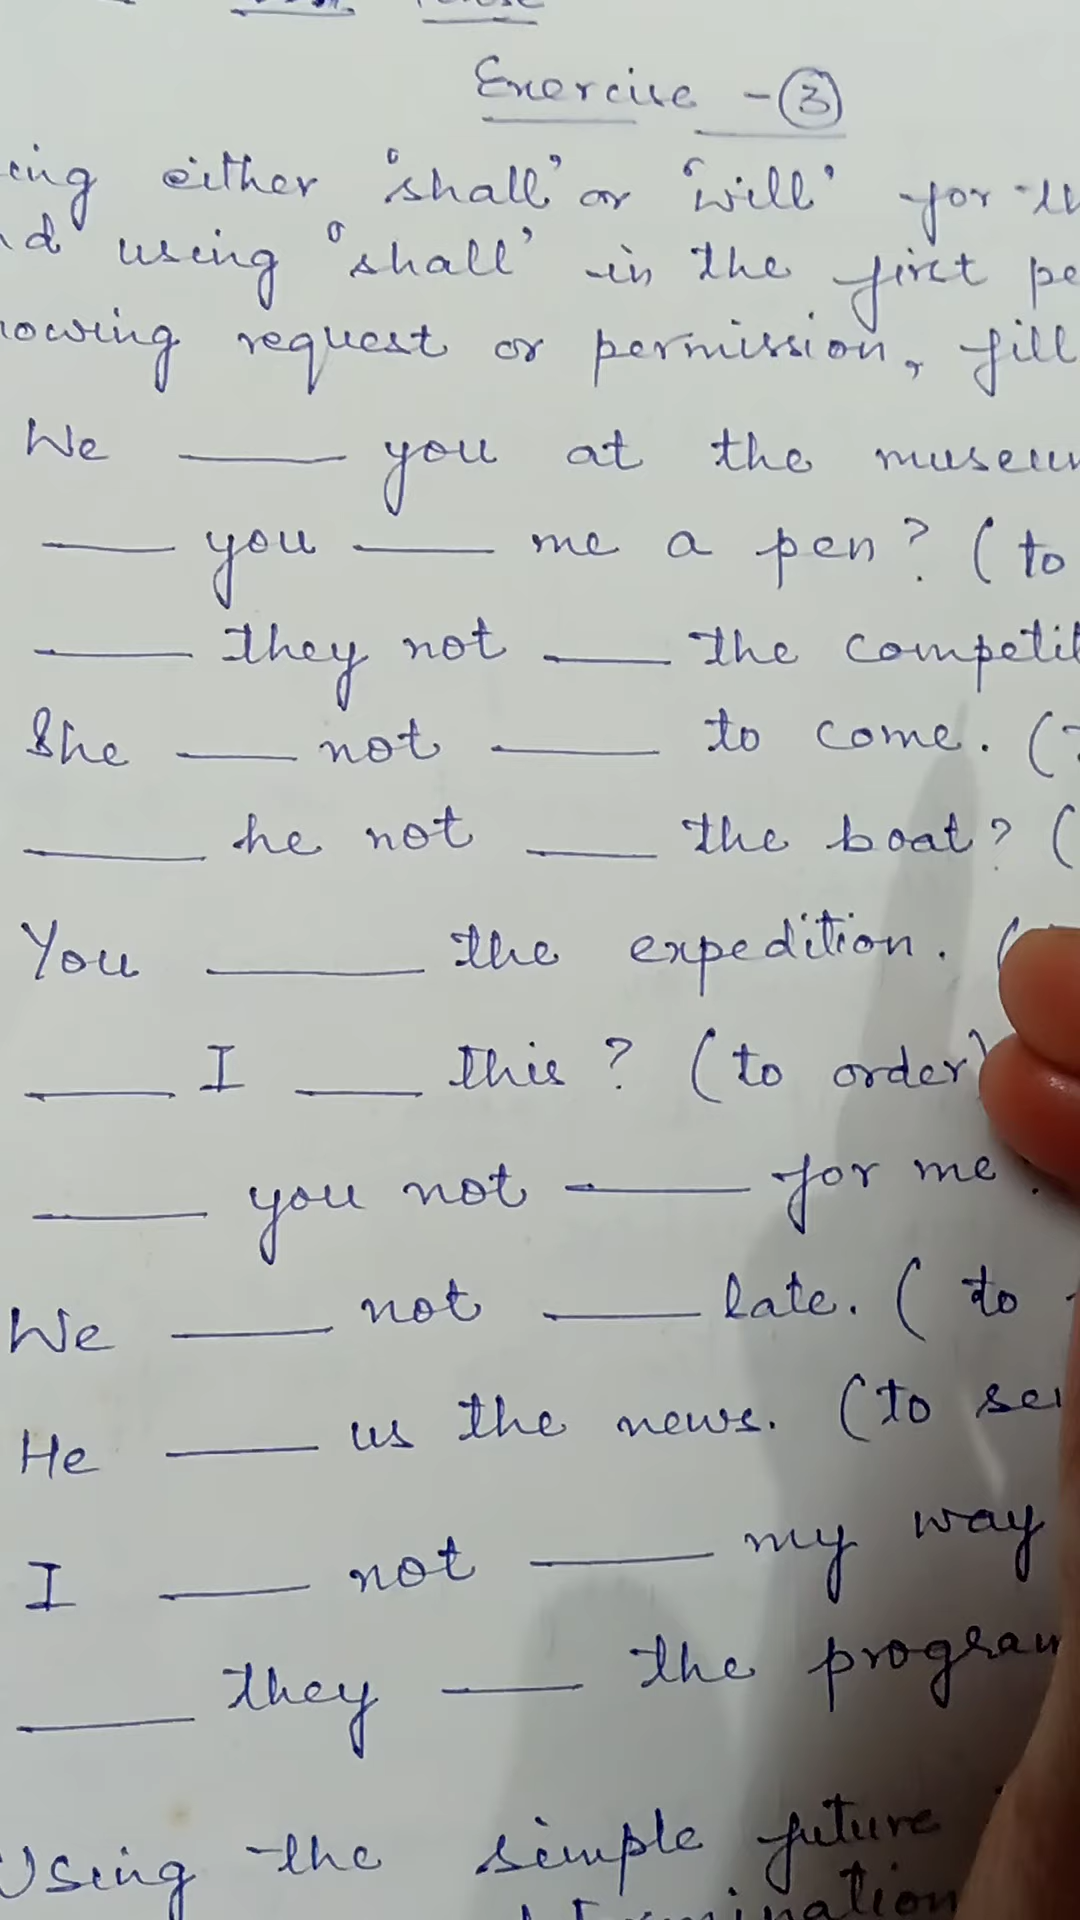 Exercise - 3
either 'shall' or 'will' for
using 'shall' in the first
request or permission, fill
We ____ you at the
____ you ____ me a pen? (to
____ they not ____ the
She ____ not ____ to come. (
____ he not ____ the boat? (
You ____ the expedition. (
____ I ____ this? (to order)
____ you not ____ for me
We ____ not ____ late. ( to
He ____ us the news. (to
I ____ not ____ my way
____ they ____ the
Using the simple future